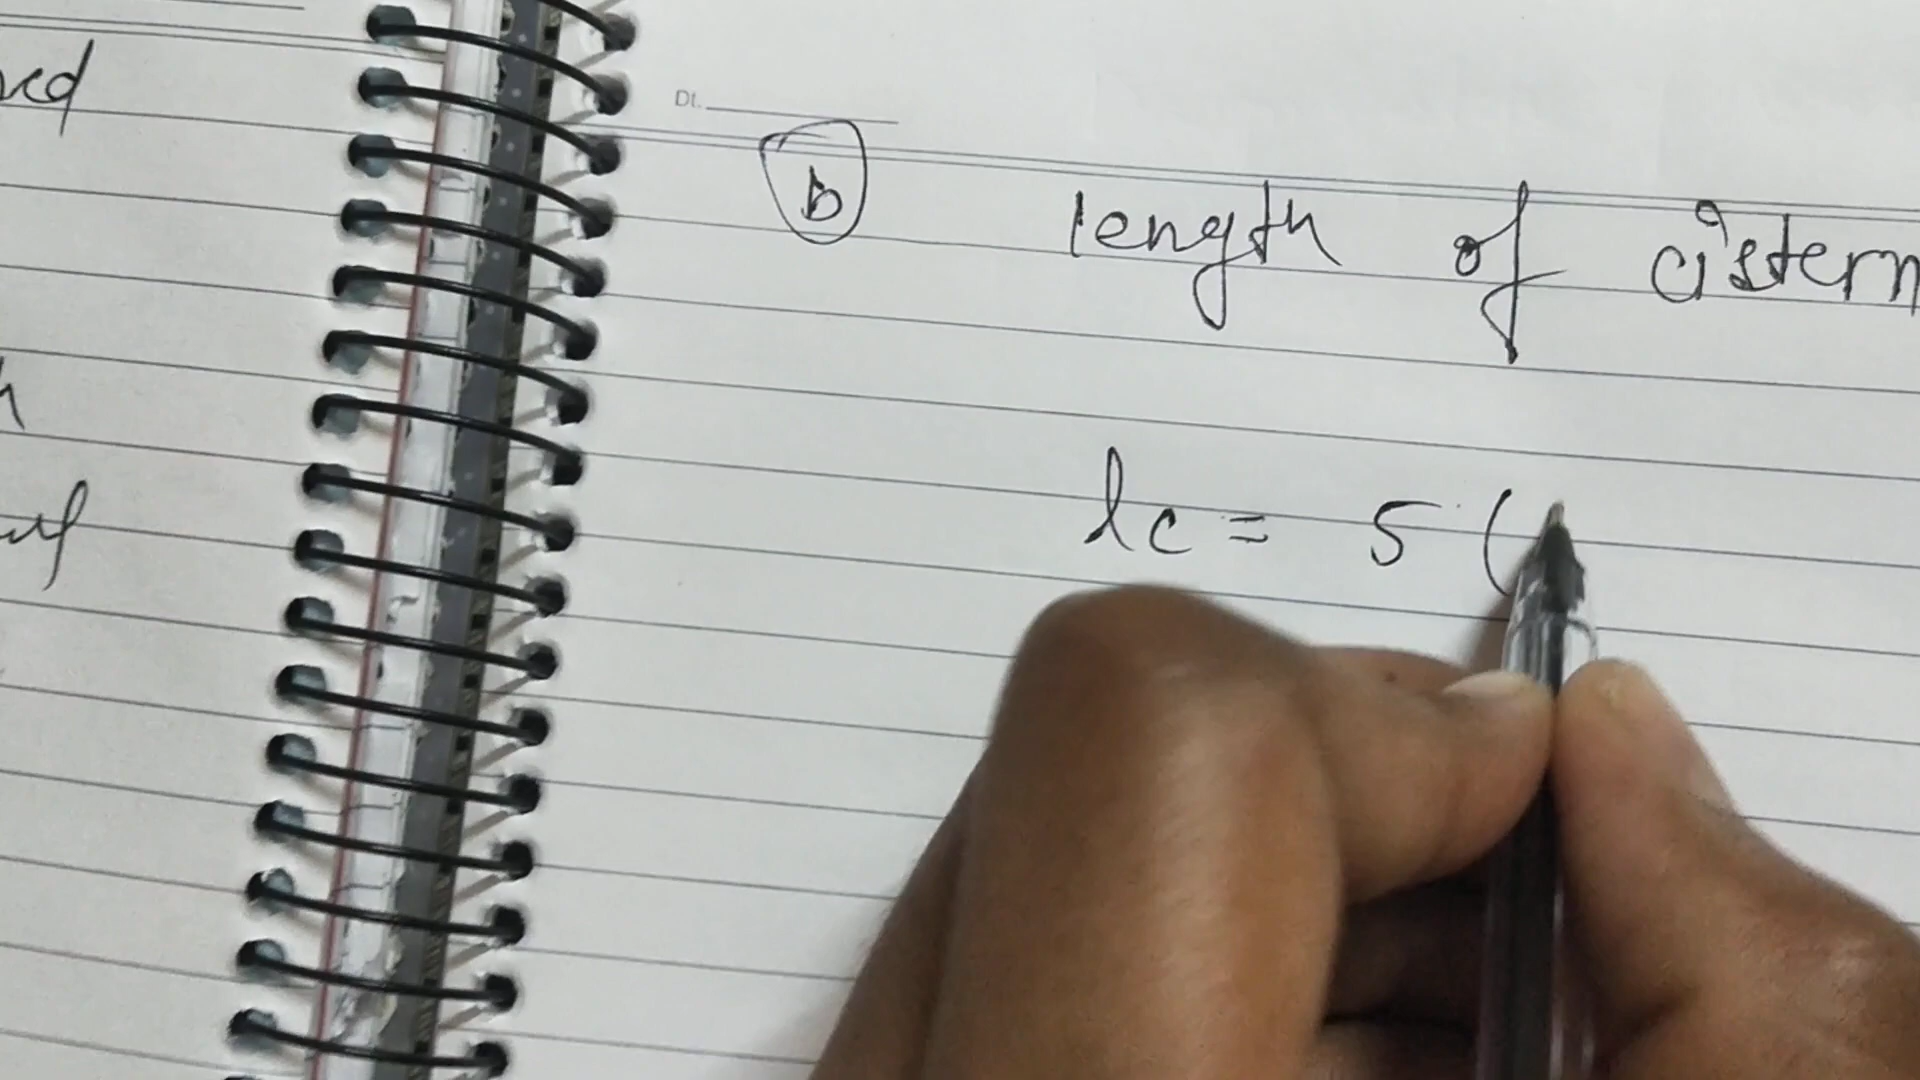 Dt.
b length of cistern
lc = 5 (